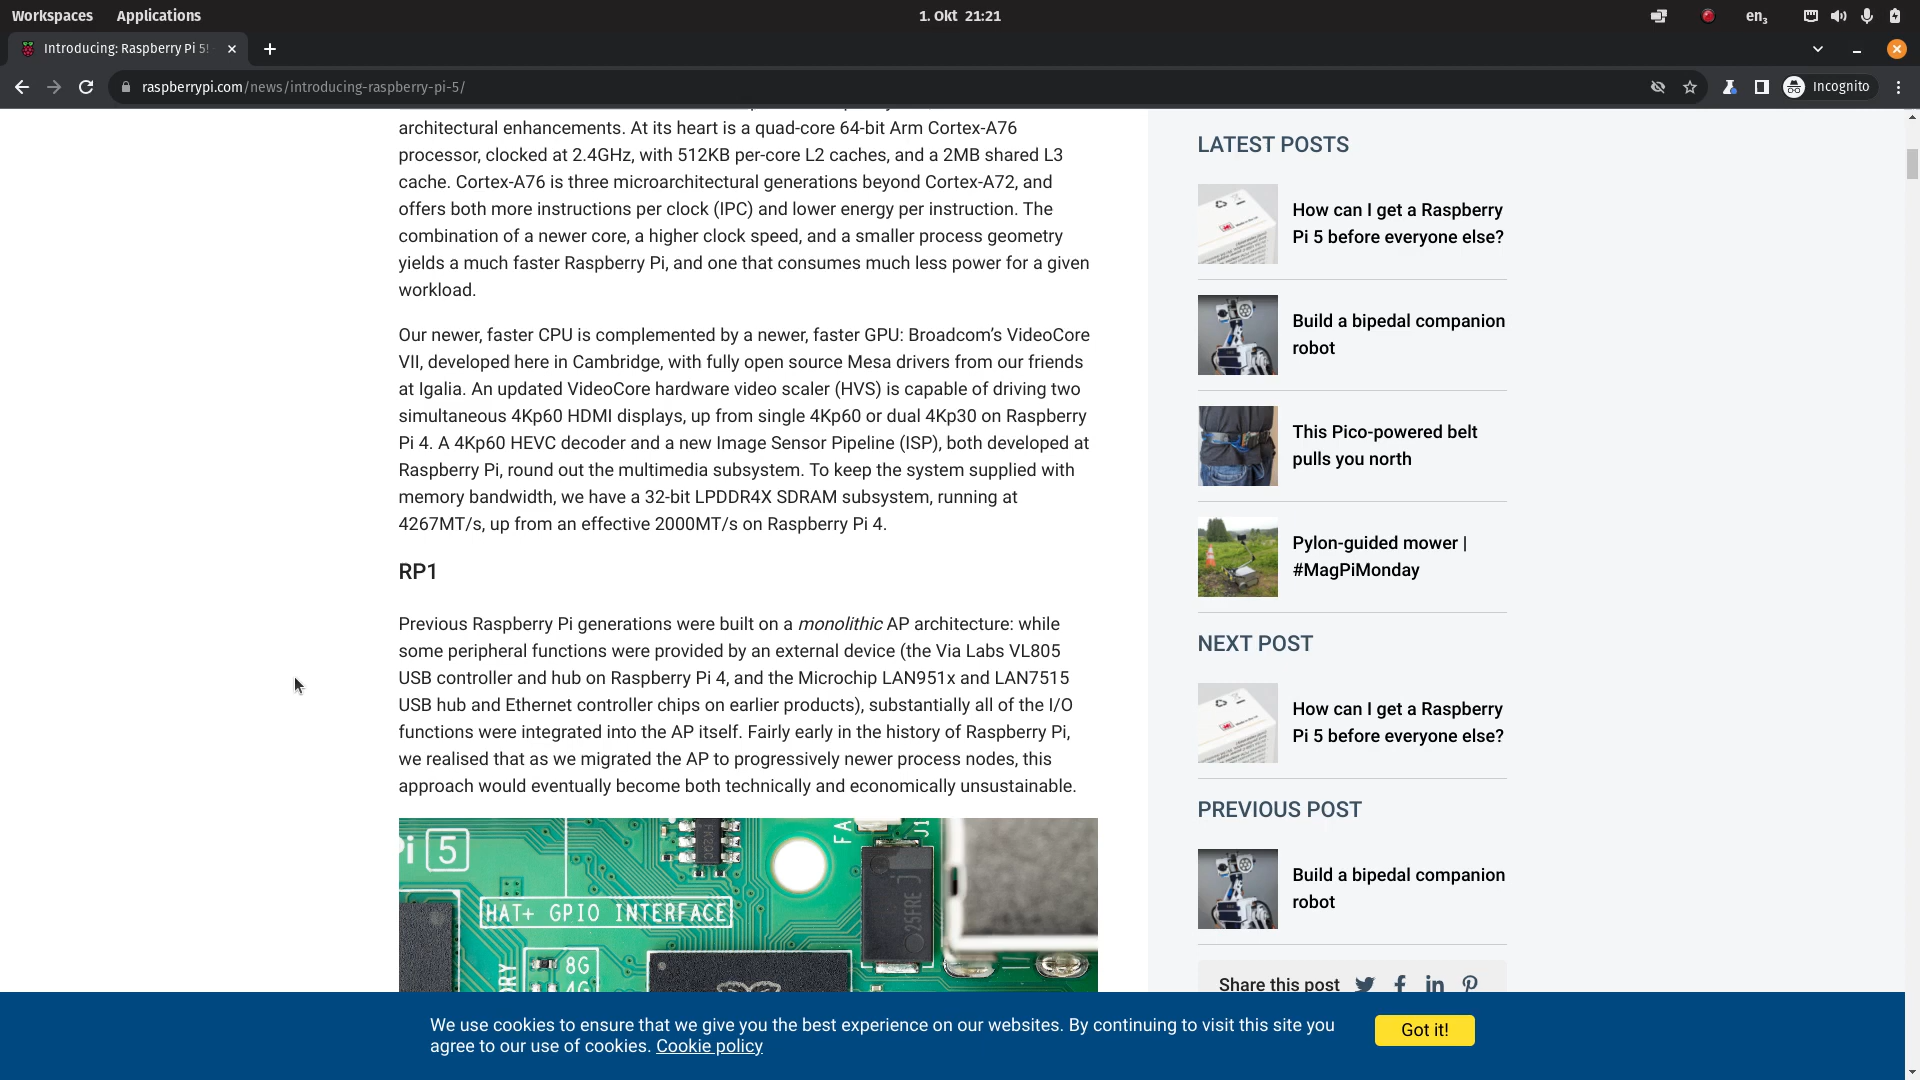 Workspaces
Applications
1. Okt 21:21
en₃
Introducing: Raspberry Pi 5!
raspberrypi.com/news/introducing-raspberry-pi-5/
Incognito
architectural enhancements. At its heart is a quad-core 64-bit Arm Cortex-A76
processor, clocked at 2.4GHz, with 512KB per-core L2 caches, and a 2MB shared L3
cache. Cortex-A76 is three microarchitectural generations beyond Cortex-A72, and
offers both more instructions per clock (IPC) and lower energy per instruction. The
combination of a newer core, a higher clock speed, and a smaller process geometry
yields a much faster Raspberry Pi, and one that consumes much less power for a given
workload.
Our newer, faster CPU is complemented by a newer, faster GPU: Broadcom’s VideoCore
VII, developed here in Cambridge, with fully open source Mesa drivers from our friends
at Igalia. An updated VideoCore hardware video scaler (HVS) is capable of driving two
simultaneous 4Kp60 HDMI displays, up from single 4Kp60 or dual 4Kp30 on Raspberry
Pi 4. A 4Kp60 HEVC decoder and a new Image Sensor Pipeline (ISP), both developed at
Raspberry Pi, round out the multimedia subsystem. To keep the system supplied with
memory bandwidth, we have a 32-bit LPDDR4X SDRAM subsystem, running at
4267MT/s, up from an effective 2000MT/s on Raspberry Pi 4.
RP1
Previous Raspberry Pi generations were built on a monolithic AP architecture: while
some peripheral functions were provided by an external device (the Via Labs VL805
USB controller and hub on Raspberry Pi 4, and the Microchip LAN951x and LAN7515
USB hub and Ethernet controller chips on earlier products), substantially all of the I/O
functions were integrated into the AP itself. Fairly early in the history of Raspberry Pi,
we realised that as we migrated the AP to progressively newer process nodes, this
approach would eventually become both technically and economically unsustainable.
Pi 5
FA
J1
HAT+ GPIO INTERFACE
25FRE J
8G
4G
LATEST POSTS
How can I get a Raspberry
Pi 5 before everyone else?
Build a bipedal companion
robot
This Pico-powered belt
pulls you north
Pylon-guided mower |
#MagPiMonday
NEXT POST
How can I get a Raspberry
Pi 5 before everyone else?
PREVIOUS POST
Build a bipedal companion
robot
Share this post
We use cookies to ensure that we give you the best experience on our websites. By continuing to visit this site you
agree to our use of cookies. Cookie policy
Got it!